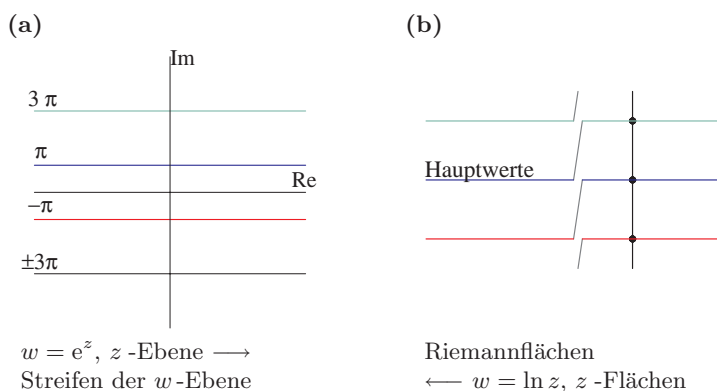 (a)
Im
3 π
π
Re
−π
±3π
w = e^z, z -Ebene ⟶
Streifen der w -Ebene
(b)
Hauptwerte
Riemannflächen
⟵ w = ln z, z -Flächen